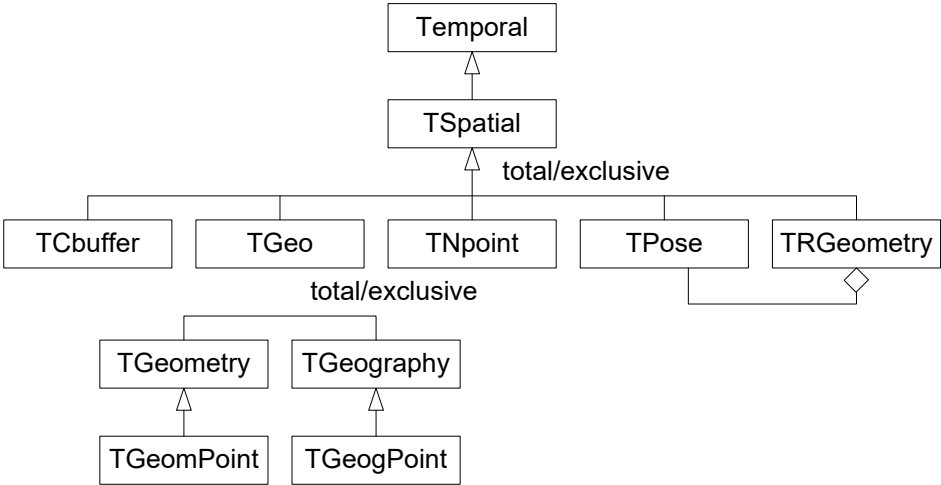 Temporal
TSpatial
total/exclusive
TCbuffer
TGeo
TNpoint
TPose
TRGeometry
total/exclusive
TGeometry
TGeography
TGeomPoint
TGeogPoint